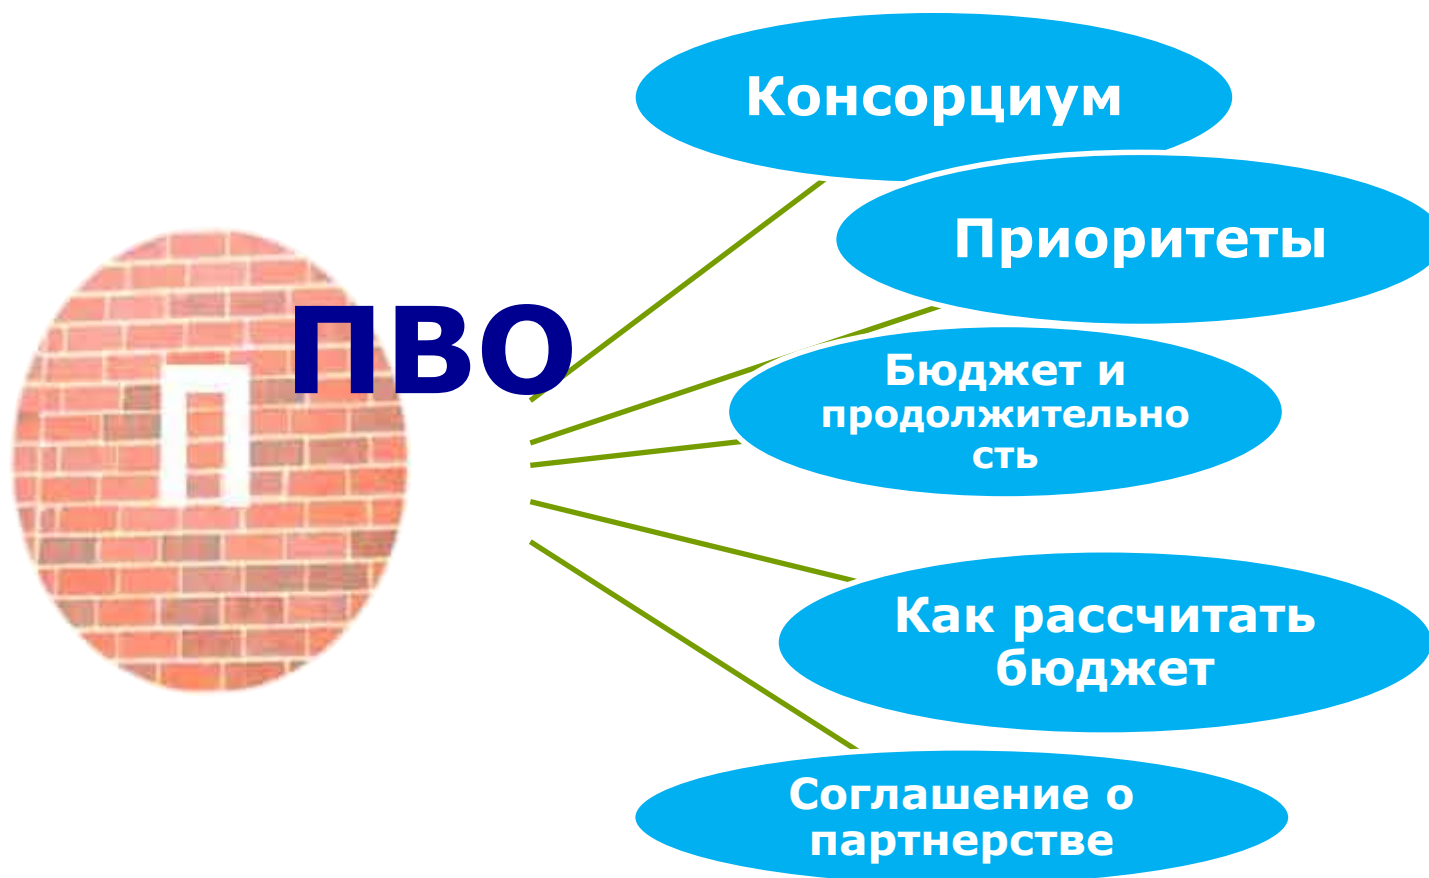 Консорциум
Приоритеты
ПВО
П
Бюджет и
продолжительно
сть
Как рассчитать
бюджет
Соглашение о
партнерстве